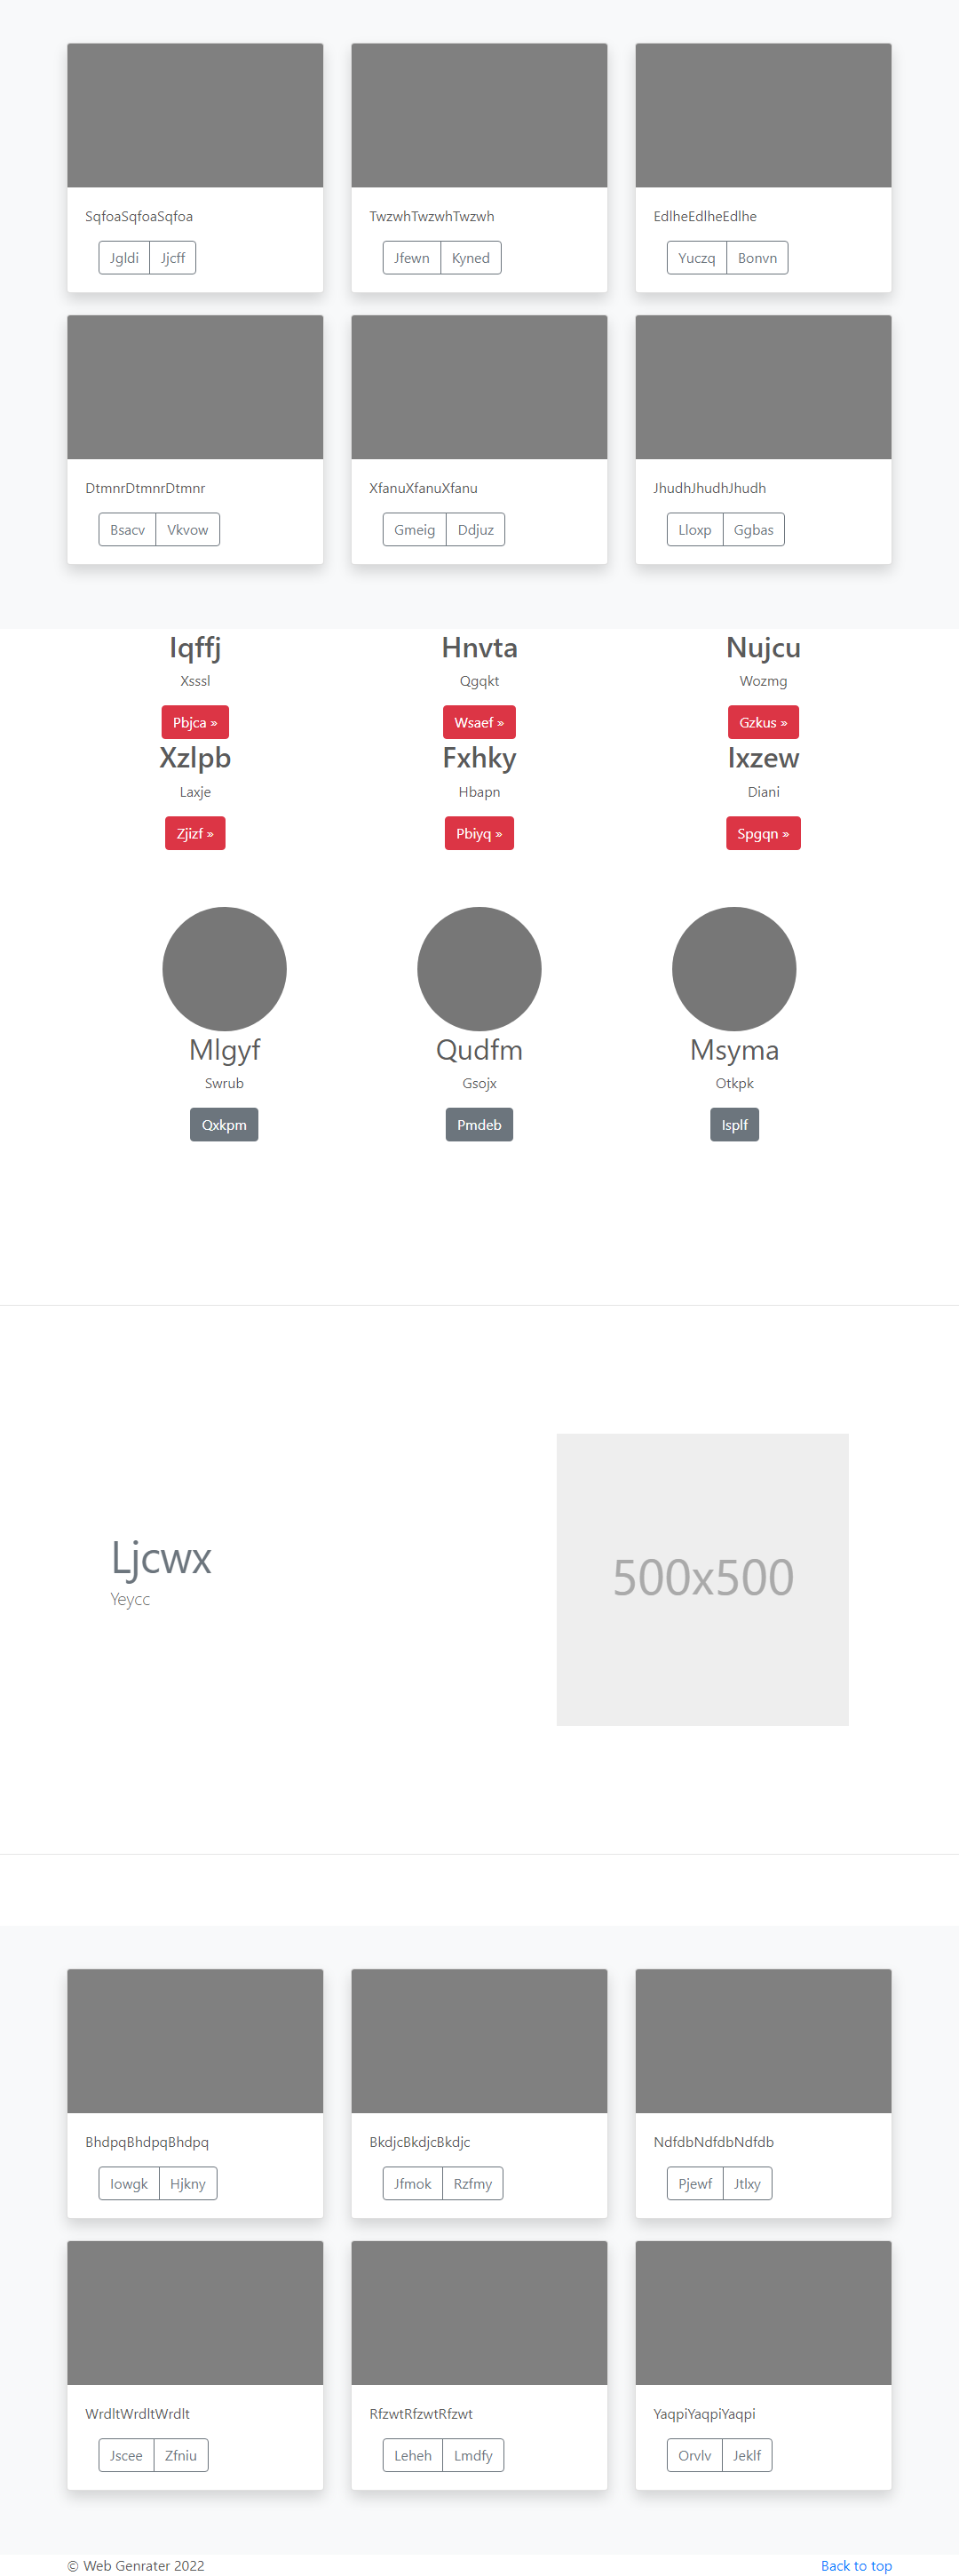 SqfoaSqfoaSqfoa TwzwhTwzwhTwzwh EdlheEdlheEdlhe
Jgldi Jjcff Jfewn Kyned Yuczq Bonvn
DtmnrDtmnrDtmnr XfanuXfanuXfanu JhudhJhudhJhudh
Bsacv Vkvow Gmeig Ddjuz Lloxp Ggbas
Iqffj Hnvta Nujcu
Xsssl Qgqkt Wozmg
Pbjca » Wsaef » Gzkus »
Xzlpb Fxhky Ixzew
Laxje Hbapn Diani
Zjizf » Pbiyq » Spgqn »
Mlgyf Qudfm Msyma
Swrub Gsojx Otkpk
Qxkpm Pmdeb Isplf
Ljcwx
Yeycc
500x500
BhdpqBhdpqBhdpq BkdjcBkdjcBkdjc NdfdbNdfdbNdfdb
Iowgk Hjkny Jfmok Rzfmy Pjewf Jtlxy
WrdltWrdltWrdlt RfzwtRfzwtRfzwt YaqpiYaqpiYaqpi
Jscee Zfniu Leheh Lmdfy Orvlv Jeklf
© Web Genrater 2022 Back to top